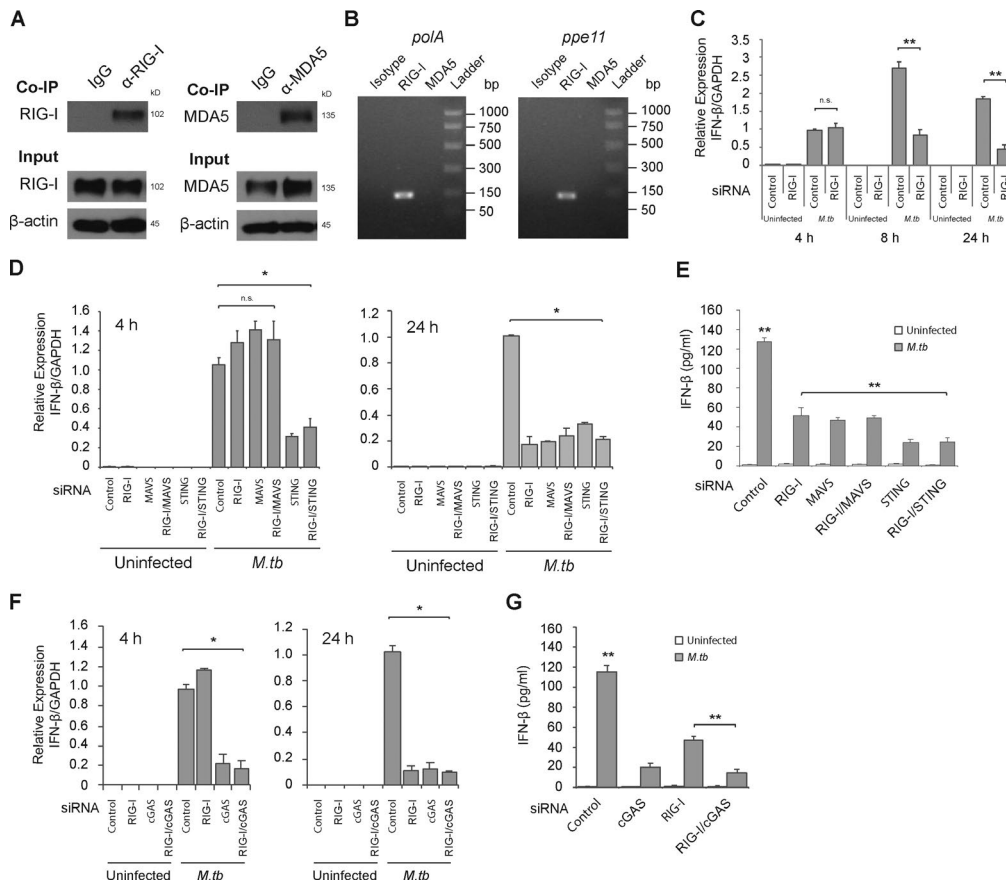 A
IgG
α-RIG-I
Co-IP
kD
RIG-I
102
Input
RIG-I
102
β-actin
45
IgG
α-MDA5
Co-IP
kD
MDA5
135
Input
MDA5
135
β-actin
45
B
polA
Isotype
RIG-I
MDA5
Ladder
bp
1000
750
500
300
150
50
ppe11
Isotype
RIG-I
MDA5
Ladder
bp
1000
750
500
300
150
50
C
Relative Expression
IFN-β/GAPDH
3.5
3
2.5
2
1.5
1
0.5
0
n.s.
**
**
siRNA
Control
RIG-I
Control
RIG-I
Control
RIG-I
Control
RIG-I
Control
RIG-I
Control
RIG-I
Uninfected
M.tb
Uninfected
M.tb
Uninfected
M.tb
4 h
8 h
24 h
D
Relative Expression
IFN-β/GAPDH
4 h
1.6
1.4
1.2
1.0
0.8
0.6
0.4
0.2
0
*
n.s.
siRNA
Control
RIG-I
MAVS
RIG-I/MAVS
STING
RIG-I/STING
Control
RIG-I
MAVS
RIG-I/MAVS
STING
RIG-I/STING
Uninfected
M.tb
24 h
1.2
1.0
0.8
0.6
0.4
0.2
0
*
Control
RIG-I
MAVS
RIG-I/MAVS
STING
RIG-I/STING
Control
RIG-I
MAVS
RIG-I/MAVS
STING
RIG-I/STING
Uninfected
M.tb
E
IFN-β (pg/ml)
160
140
120
100
80
60
40
20
0
**
**
Uninfected
M.tb
siRNA
Control
RIG-I
MAVS
RIG-I/MAVS
STING
RIG-I/STING
F
Relative Expression
IFN-β/GAPDH
4 h
1.6
1.4
1.2
1.0
0.8
0.6
0.4
0.2
0
*
siRNA
Control
RIG-I
cGAS
RIG-I/cGAS
Control
RIG-I
cGAS
RIG-I/cGAS
Uninfected
M.tb
24 h
1.2
1.0
0.8
0.6
0.4
0.2
0
*
Control
RIG-I
cGAS
RIG-I/cGAS
Control
RIG-I
cGAS
RIG-I/cGAS
Uninfected
M.tb
G
IFN-β (pg/ml)
160
140
120
100
80
60
40
20
0
**
**
Uninfected
M.tb
siRNA
Control
cGAS
RIG-I
RIG-I/cGAS